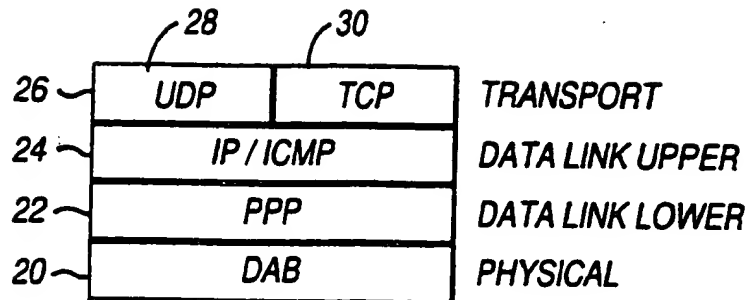 28 30
26 UDP TCP TRANSPORT
24 IP / ICMP DATA LINK UPPER
22 PPP DATA LINK LOWER
20 DAB PHYSICAL